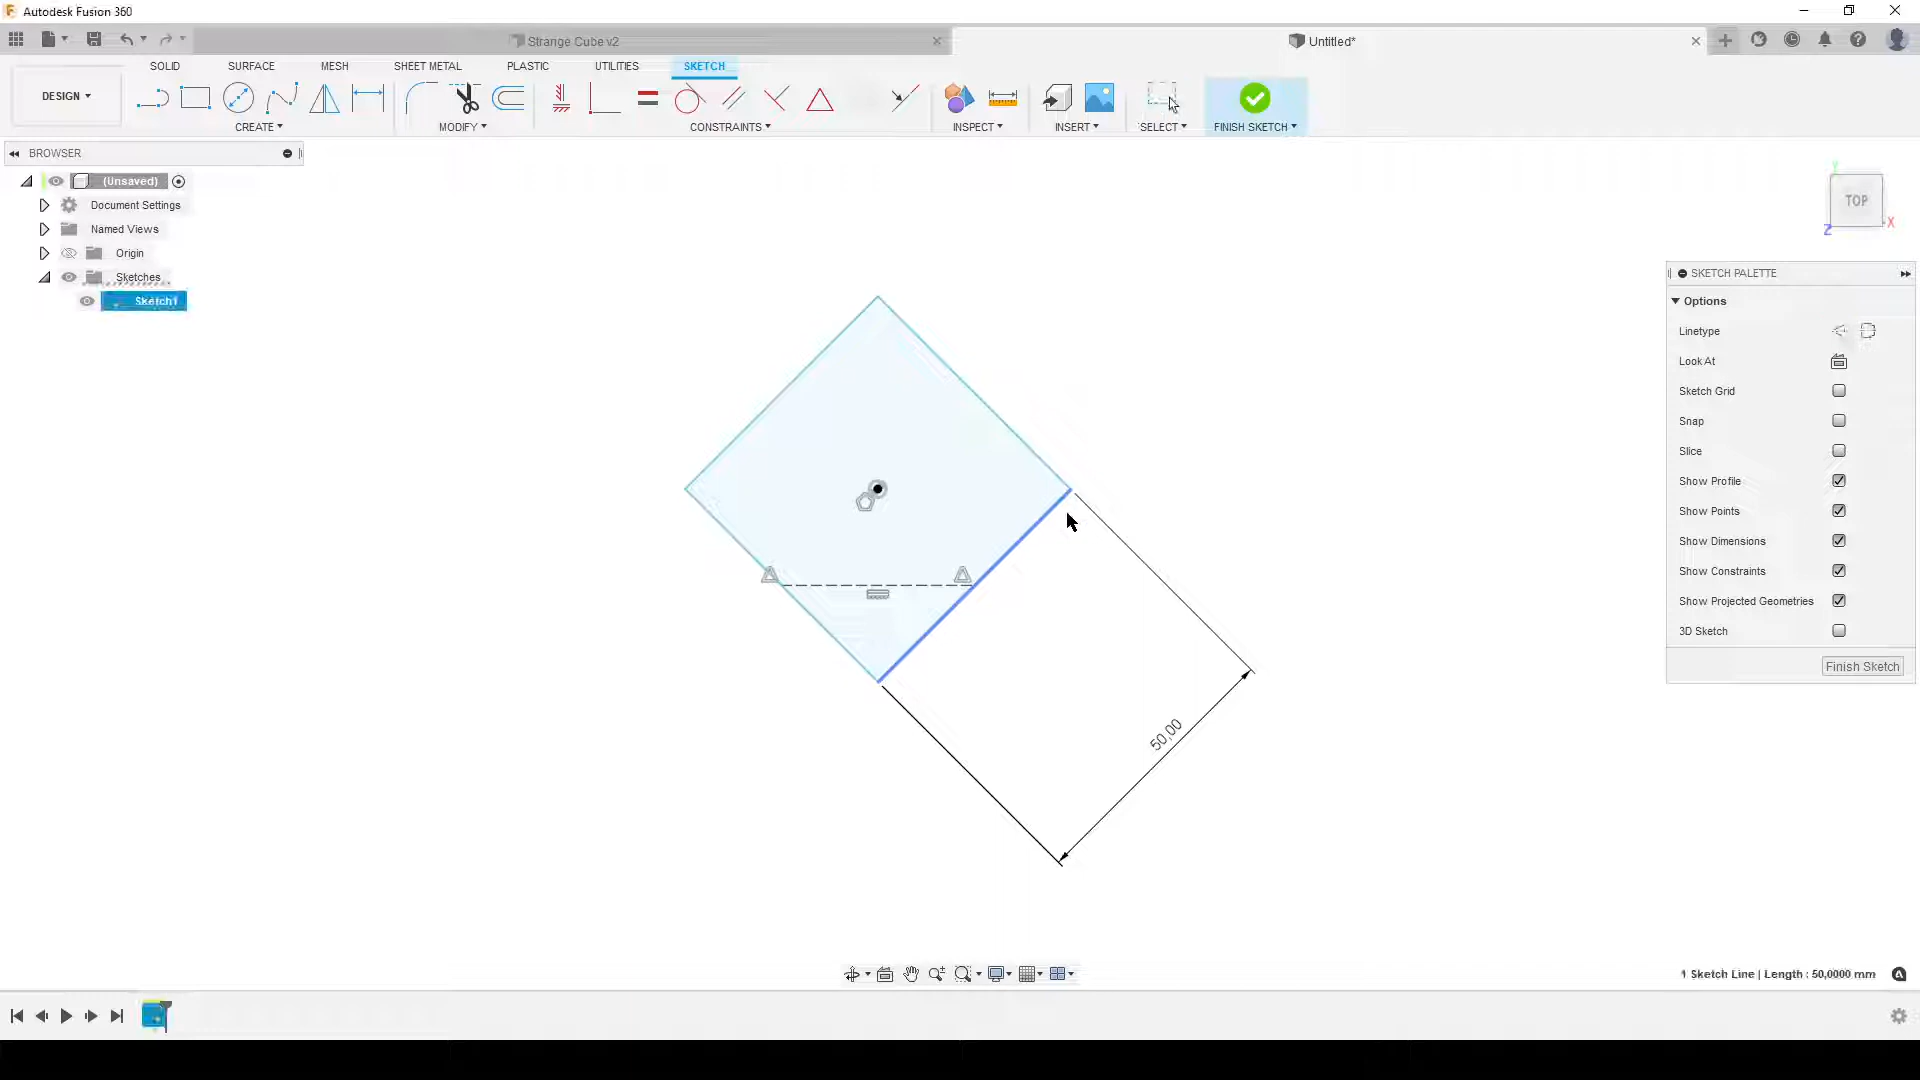 Autodesk Fusion 360
Strange Cube v2
Untitled*
SOLID SURFACE MESH SHEET METAL PLASTIC UTILITIES SKETCH
DESIGN
CREATE MODIFY CONSTRAINTS INSPECT INSERT SELECT FINISH SKETCH
BROWSER
(Unsaved)
Document Settings
Named Views
Origin
Sketches
Sketch1
Y
TOP
X
Z
SKETCH PALETTE
Options
Linetype
Look At
Sketch Grid
Snap
Slice
Show Profile
Show Points
Show Dimensions
Show Constraints
Show Projected Geometries
3D Sketch
Finish Sketch
50,00
1 Sketch Line | Length : 50,0000 mm